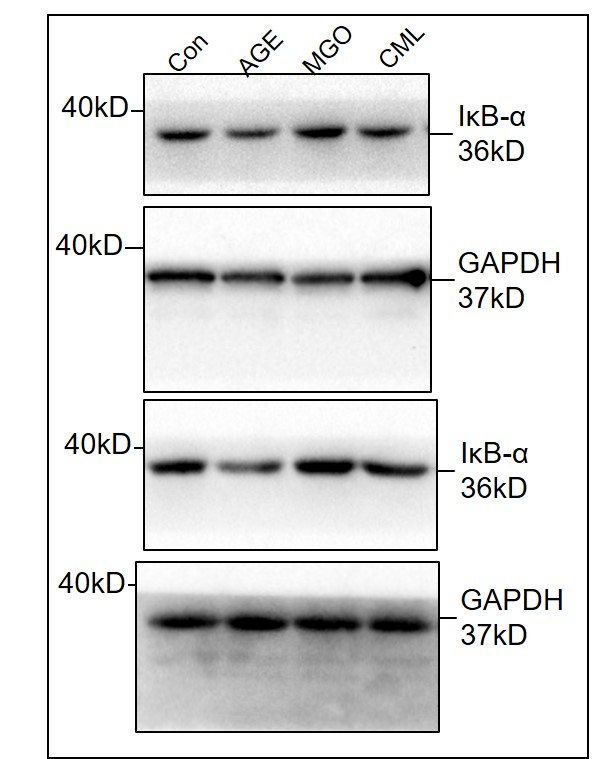 Con AGE MGO CML
40kD
IκB-α
36kD
40kD
GAPDH
37kD
40kD
IκB-α
36kD
40kD
GAPDH
37kD